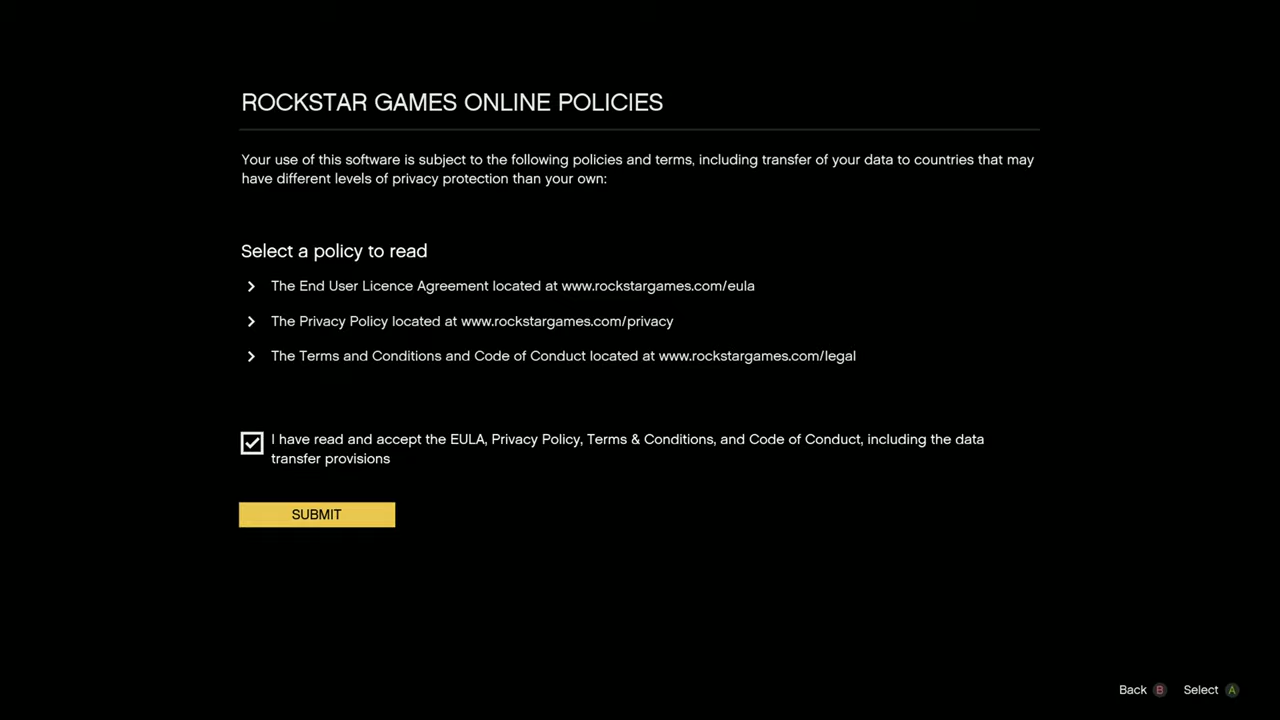 ROCKSTAR GAMES ONLINE POLICIES
Your use of this software is subject to the following policies and terms, including transfer of your data to countries that may
have different levels of privacy protection than your own:
Select a policy to read
The End User Licence Agreement located at www.rockstargames.com/eula
The Privacy Policy located at www.rockstargames.com/privacy
The Terms and Conditions and Code of Conduct located at www.rockstargames.com/legal
I have read and accept the EULA, Privacy Policy, Terms & Conditions, and Code of Conduct, including the data
transfer provisions
SUBMIT
Back B Select A